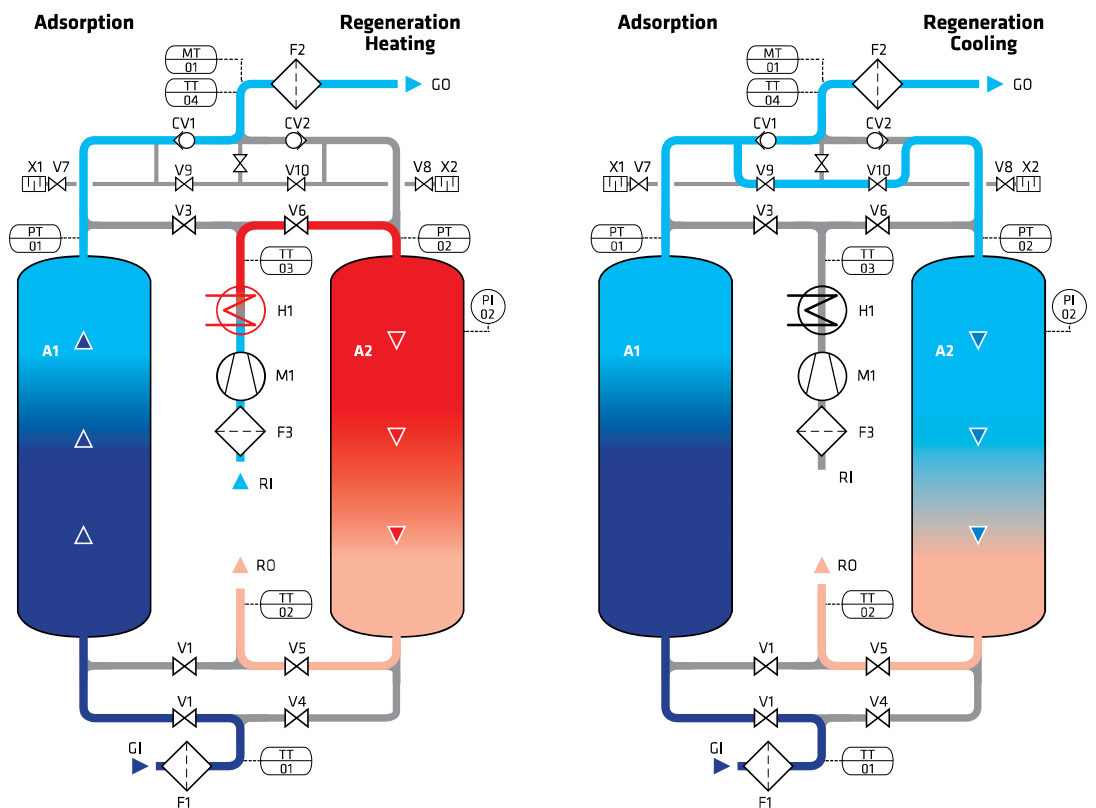 Adsorption
Regeneration
Heating
MT
01
TT
04
F2
GO
CV1
CV2
X1 V7
V9
V10
V8 X2
V3
V6
PT
01
PT
02
TT
03
PI
02
H1
A1
A2
M1
F3
RI
RO
TT
02
V1
V5
V1
V4
GI
TT
01
F1
Adsorption
Regeneration
Cooling
MT
01
TT
04
F2
GO
CV1
CV2
X1 V7
V9
V10
V8 X2
V3
V6
PT
01
PT
02
TT
03
PI
02
H1
A1
A2
M1
F3
RI
RO
TT
02
V1
V5
V1
V4
GI
TT
01
F1